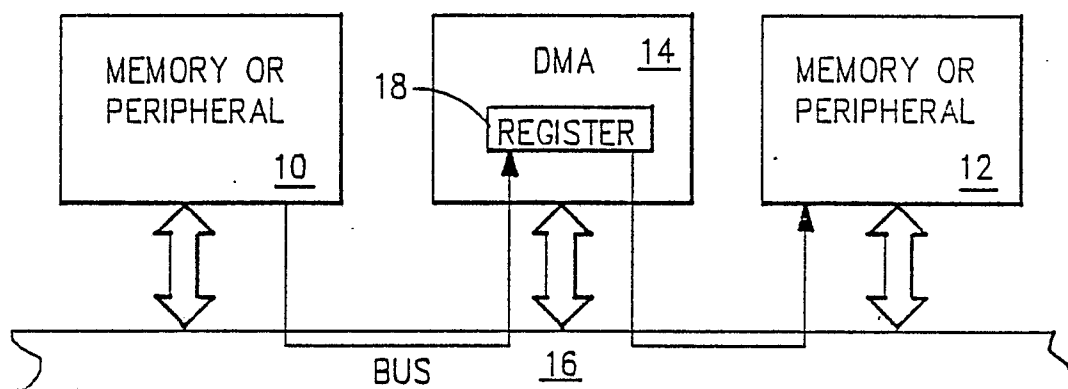 MEMORY OR
PERIPHERAL
10
DMA
14
18
REGISTER
MEMORY OR
PERIPHERAL
12
BUS
16